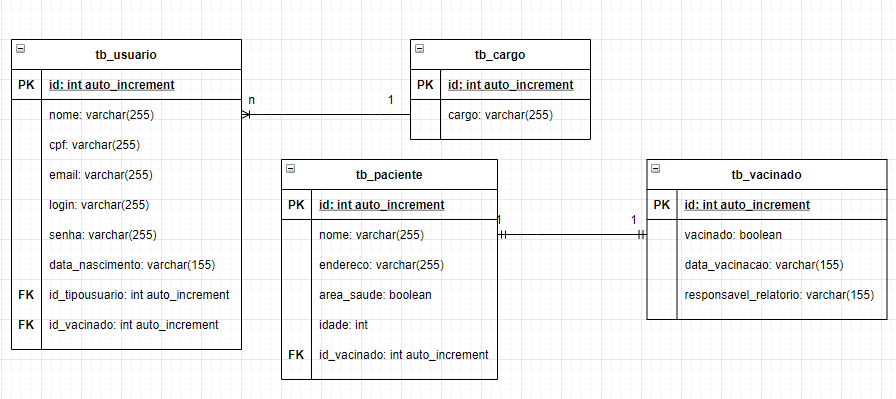 tb_usuario
PK id: int auto_increment
nome: varchar(255)
cpf: varchar(255)
email: varchar(255)
login: varchar(255)
senha: varchar(255)
data_nascimento: varchar(155)
FK id_tipousuario: int auto_increment
FK id_vacinado: int auto_increment
n 1
tb_cargo
PK id: int auto_increment
cargo: varchar(255)
tb_paciente
PK id: int auto_increment
nome: varchar(255)
endereco: varchar(255)
area_saude: boolean
idade: int
FK id_vacinado: int auto_increment
1 1
tb_vacinado
PK id: int auto_increment
vacinado: boolean
data_vacinacao: varchar(155)
responsavel_relatorio: varchar(155)